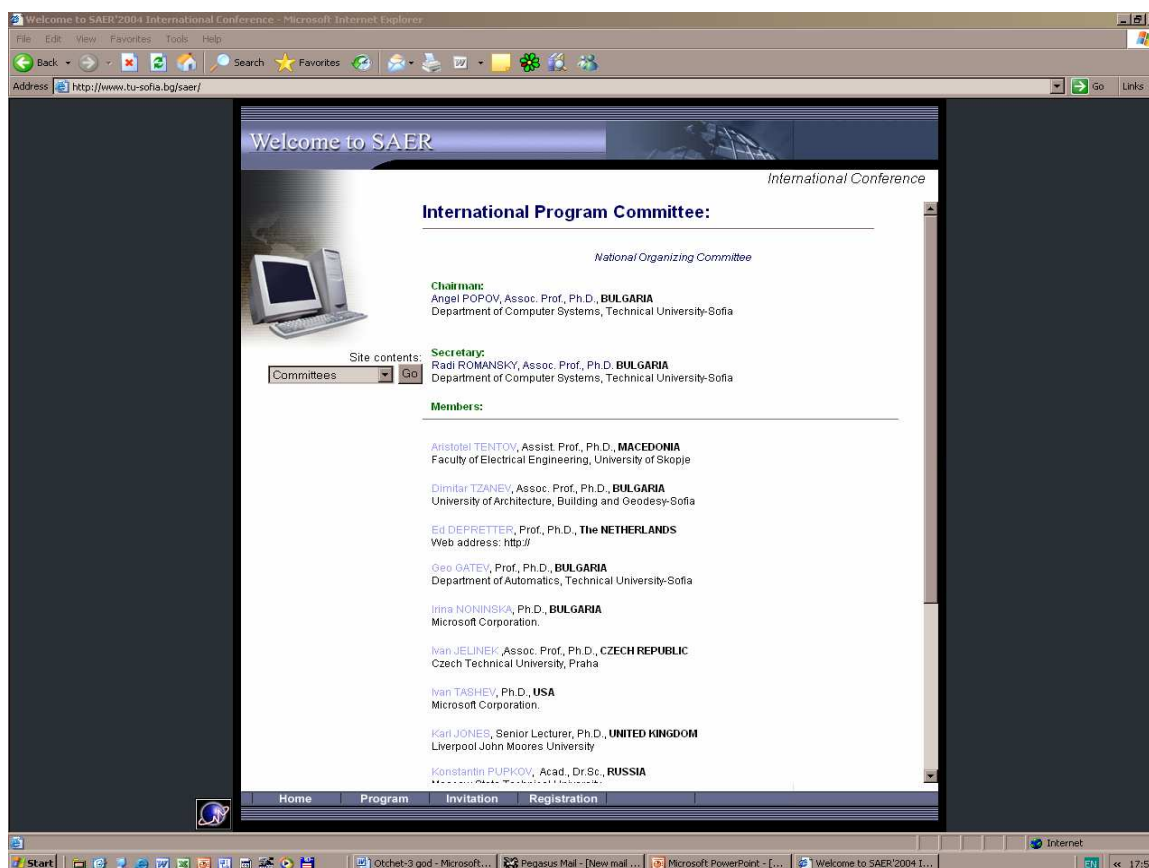 Welcome to SAER'2004 International Conference - Microsoft Internet Explorer
File Edit View Favorites Tools Help
Back Search Favorites
Address http://www.tu-sofia.bg/saer/ Go Links
Welcome to SAER
International Conference
International Program Committee:
National Organizing Committee
Chairman:
Angel POPOV, Assoc. Prof., Ph.D., BULGARIA
Department of Computer Systems, Technical University-Sofia
Site contents:
Committees Go
Secretary:
Radi ROMANSKY, Assoc. Prof., Ph.D. BULGARIA
Department of Computer Systems, Technical University-Sofia
Members:
Aristotel TENTOV, Assist. Prof., Ph.D., MACEDONIA
Faculty of Electrical Engineering, University of Skopje
Dimitar TZANEV, Assoc. Prof., Ph.D., BULGARIA
University of Architecture, Building and Geodesy-Sofia
Ed DEPRETTER, Prof., Ph.D., The NETHERLANDS
Web address: http://
Geo GATEV, Prof., Ph.D., BULGARIA
Department of Automatics, Technical University-Sofia
Irina NONINSKA, Ph.D., BULGARIA
Microsoft Corporation.
Ivan JELINEK ,Assoc. Prof., Ph.D., CZECH REPUBLIC
Czech Technical University, Praha
Ivan TASHEV, Ph.D., USA
Microsoft Corporation.
Karl JONES, Senior Lecturer, Ph.D., UNITED KINGDOM
Liverpool John Moores University
Konstantin PUPKOV, Acad., Dr.Sc., RUSSIA
Home Program Invitation Registration
Internet
Start Otchet-3 god - Microsoft... Pegasus Mail - [New mail ... Microsoft PowerPoint - [... Welcome to SAER'2004 I... EN « 17:5